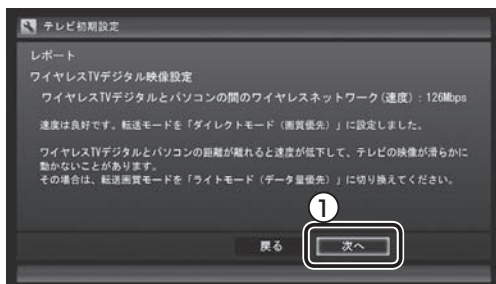 テレビ初期設定
レポート
ワイヤレスTVデジタル映像設定
ワイヤレスTVデジタルとパソコンの間のワイヤレスネットワーク(速度):126Mbps
速度は良好です。転送モードを「ダイレクトモード（画質優先）」に設定しました。
ワイヤレスTVデジタルとパソコンの距離が離れると速度が低下して、テレビの映像が滑らかに
動かないことがあります。
その場合は、転送画質モードを「ライトモード（データ量優先）」に切り換えてください。
1
戻る 次へ